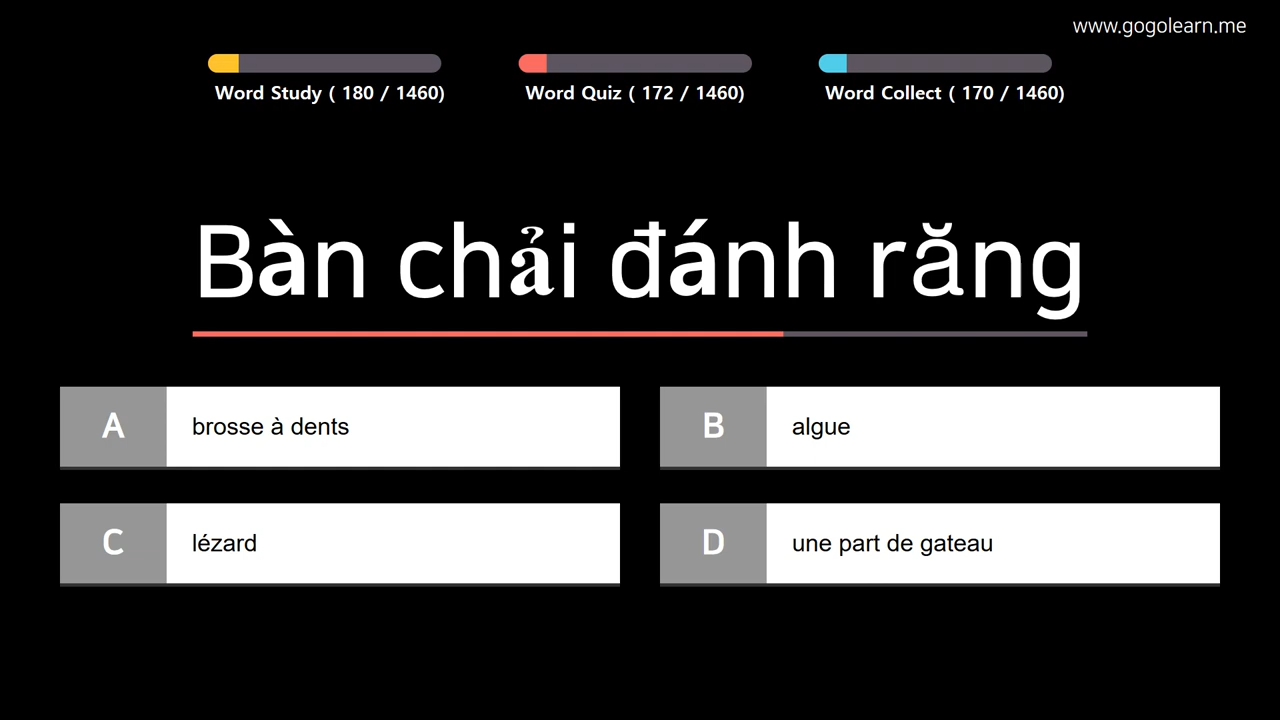 www.gogolearn.me
Word Study ( 180 / 1460)
Word Quiz ( 172 / 1460)
Word Collect ( 170 / 1460)
Bàn chải đánh răng
A brosse à dents
B algue
C lézard
D une part de gateau